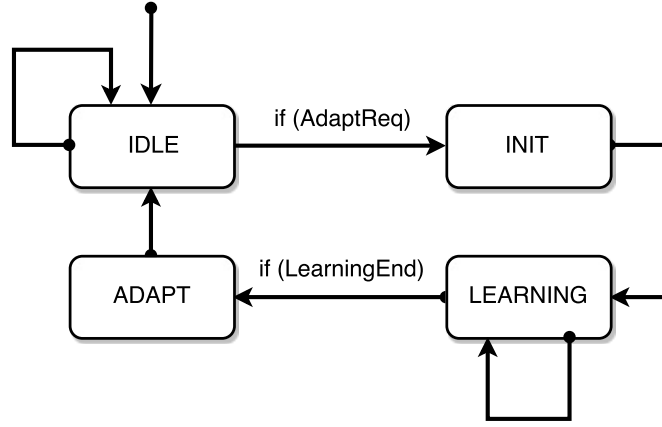 if (AdaptReq)
IDLE
INIT
if (LearningEnd)
ADAPT
LEARNING